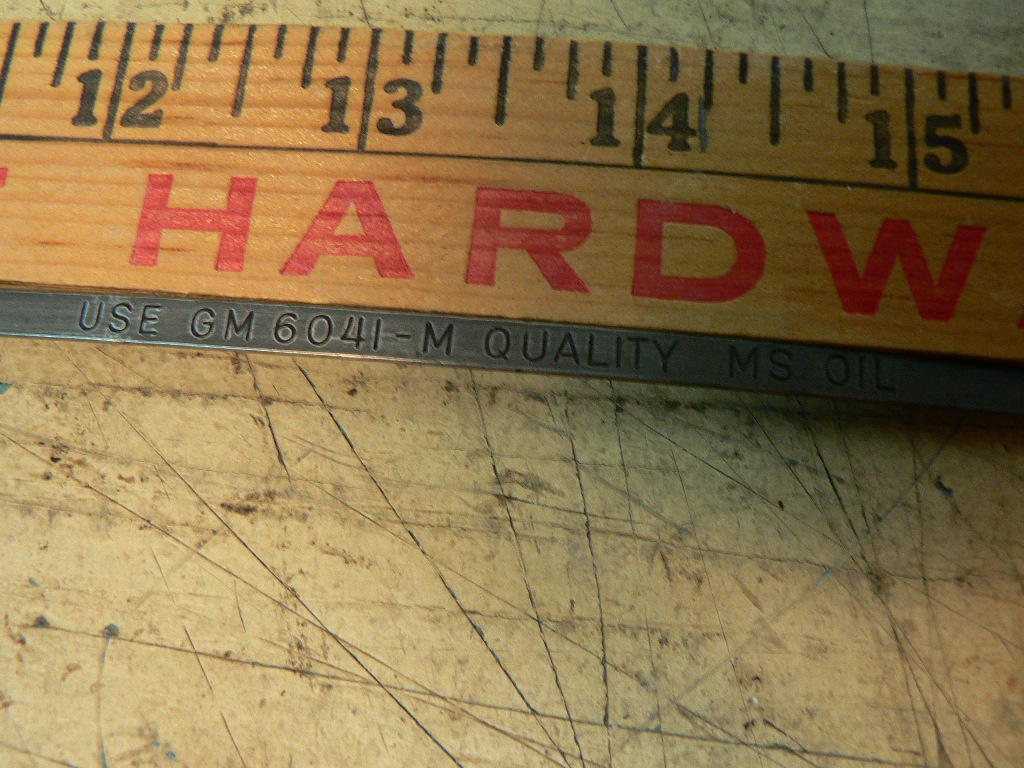 12 13 14 15
HARDW
USE GM 6041-M QUALITY MS OIL